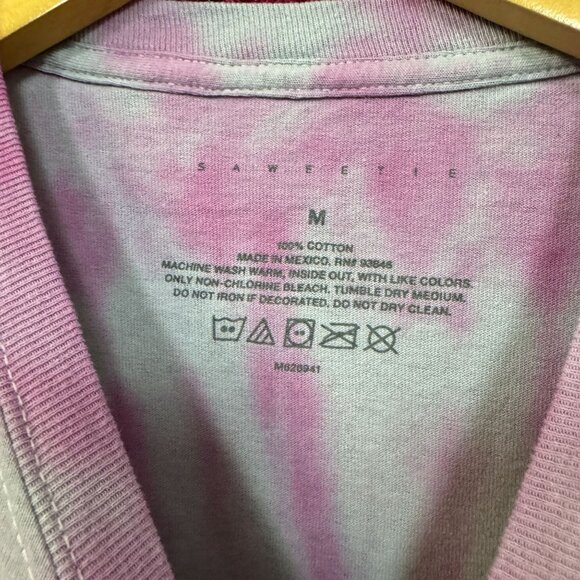 SAWEETIE
M
100% COTTON
MADE IN MEXICO. RN# 93846
MACHINE WASH WARM, INSIDE OUT, WITH LIKE COLORS.
ONLY NON-CHLORINE BLEACH. TUMBLE DRY MEDIUM.
DO NOT IRON IF DECORATED. DO NOT DRY CLEAN.
M626941